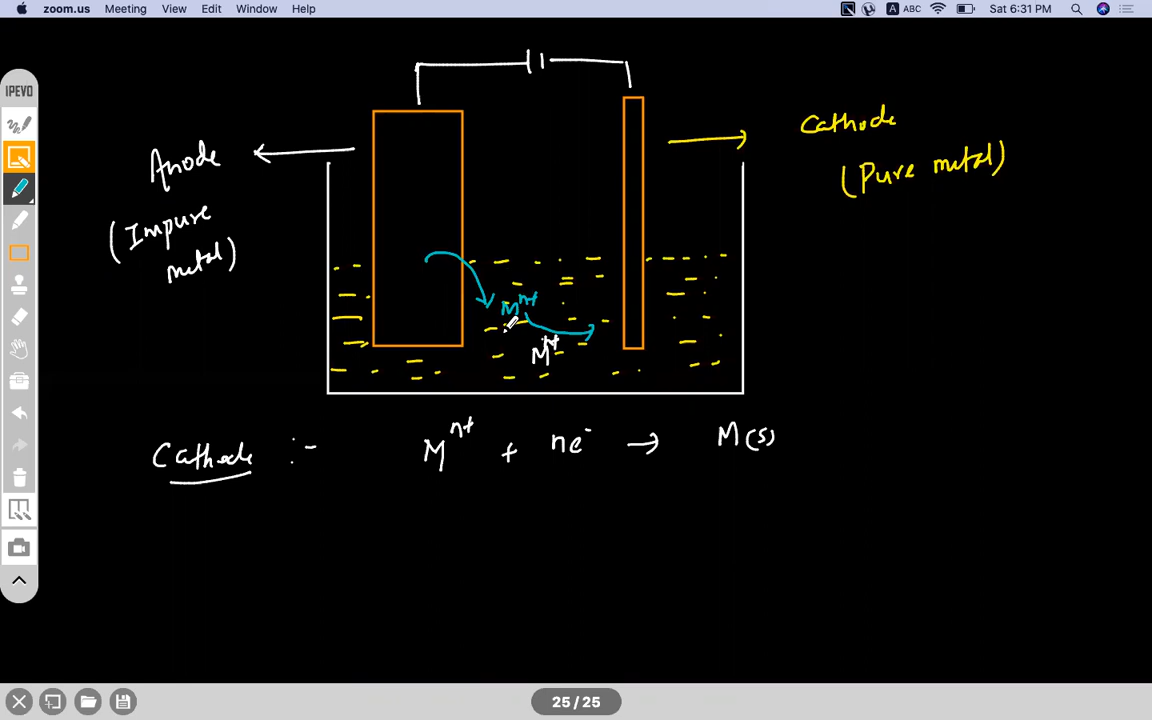 zoom.us Meeting View Edit Window Help
A ABC Sat 6:31 PM
IPEVO
Cathode
(Pure metal)
Anode
(Impure
metal)
Mⁿ⁺
Mⁿ⁺
Cathode :- Mⁿ⁺ + ne⁻ → M(s)
25 / 25